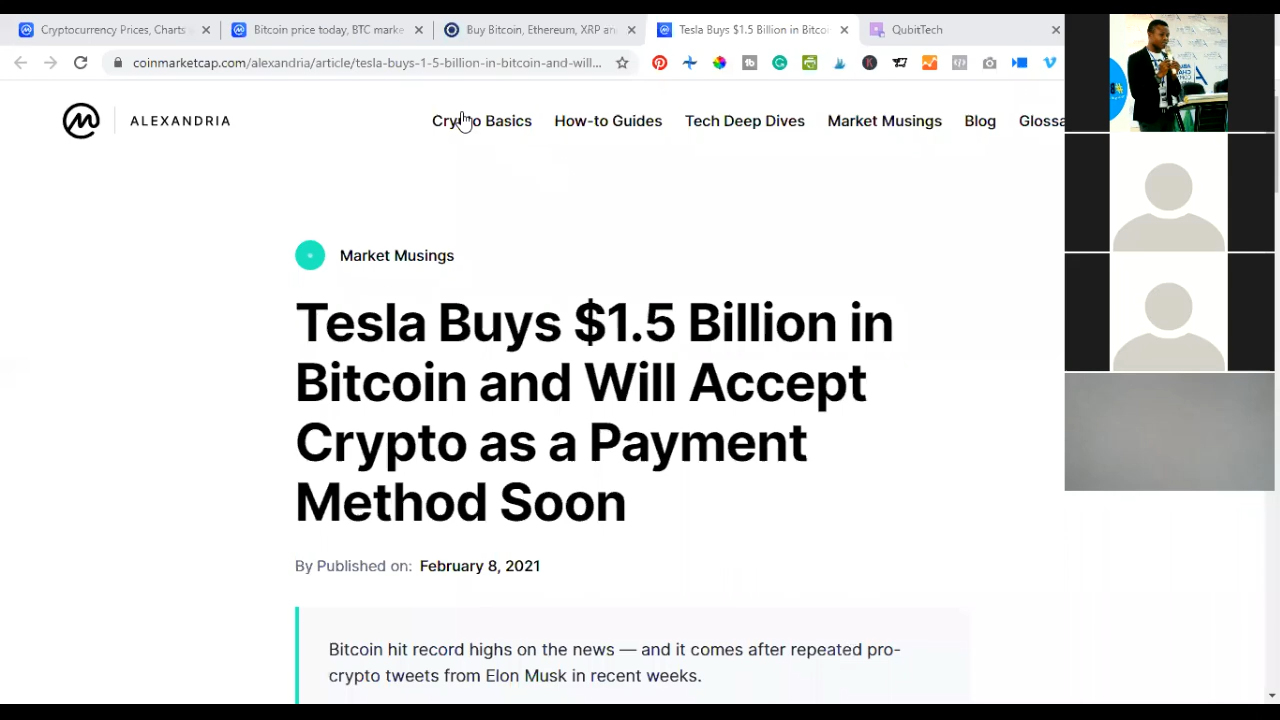 Cryptocurrency Prices, Charts
Bitcoin price today, BTC marke
Buy Bitcoin, Ethereum, XRP an
Tesla Buys $1.5 Billion in Bitcoi
QubitTech
coinmarketcap.com/alexandria/article/tesla-buys-1-5-b
oin-and-will...
ALEXANDRIA
Crypto Basics
How-to Guides
Tech Deep Dives
Market Musings
Blog
Glossa
Market Musings
Tesla Buys $1.5 Billion in
Bitcoin and Will Accept
Crypto as a Payment
Method Soon
By Published on: February 8, 2021
Bitcoin hit record highs on the news — and it comes after repeated pro-
crypto tweets from Elon Musk in recent weeks.